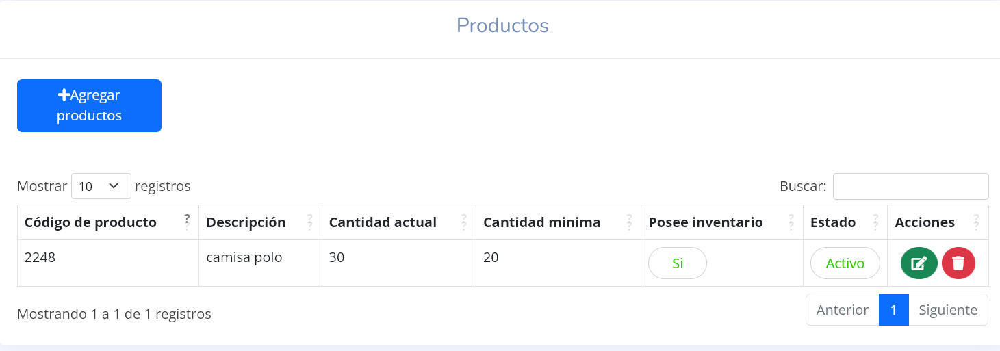 Productos
Agregar
productos
Mostrar 10 registros
Buscar:
Código de producto ? ? Descripción ? ? Cantidad actual ? ? Cantidad minima ? ? Posee inventario ? ? Estado ? ? Acciones ? ?
2248 camisa polo 30 20 Si Activo
Mostrando 1 a 1 de 1 registros
Anterior 1 Siguiente